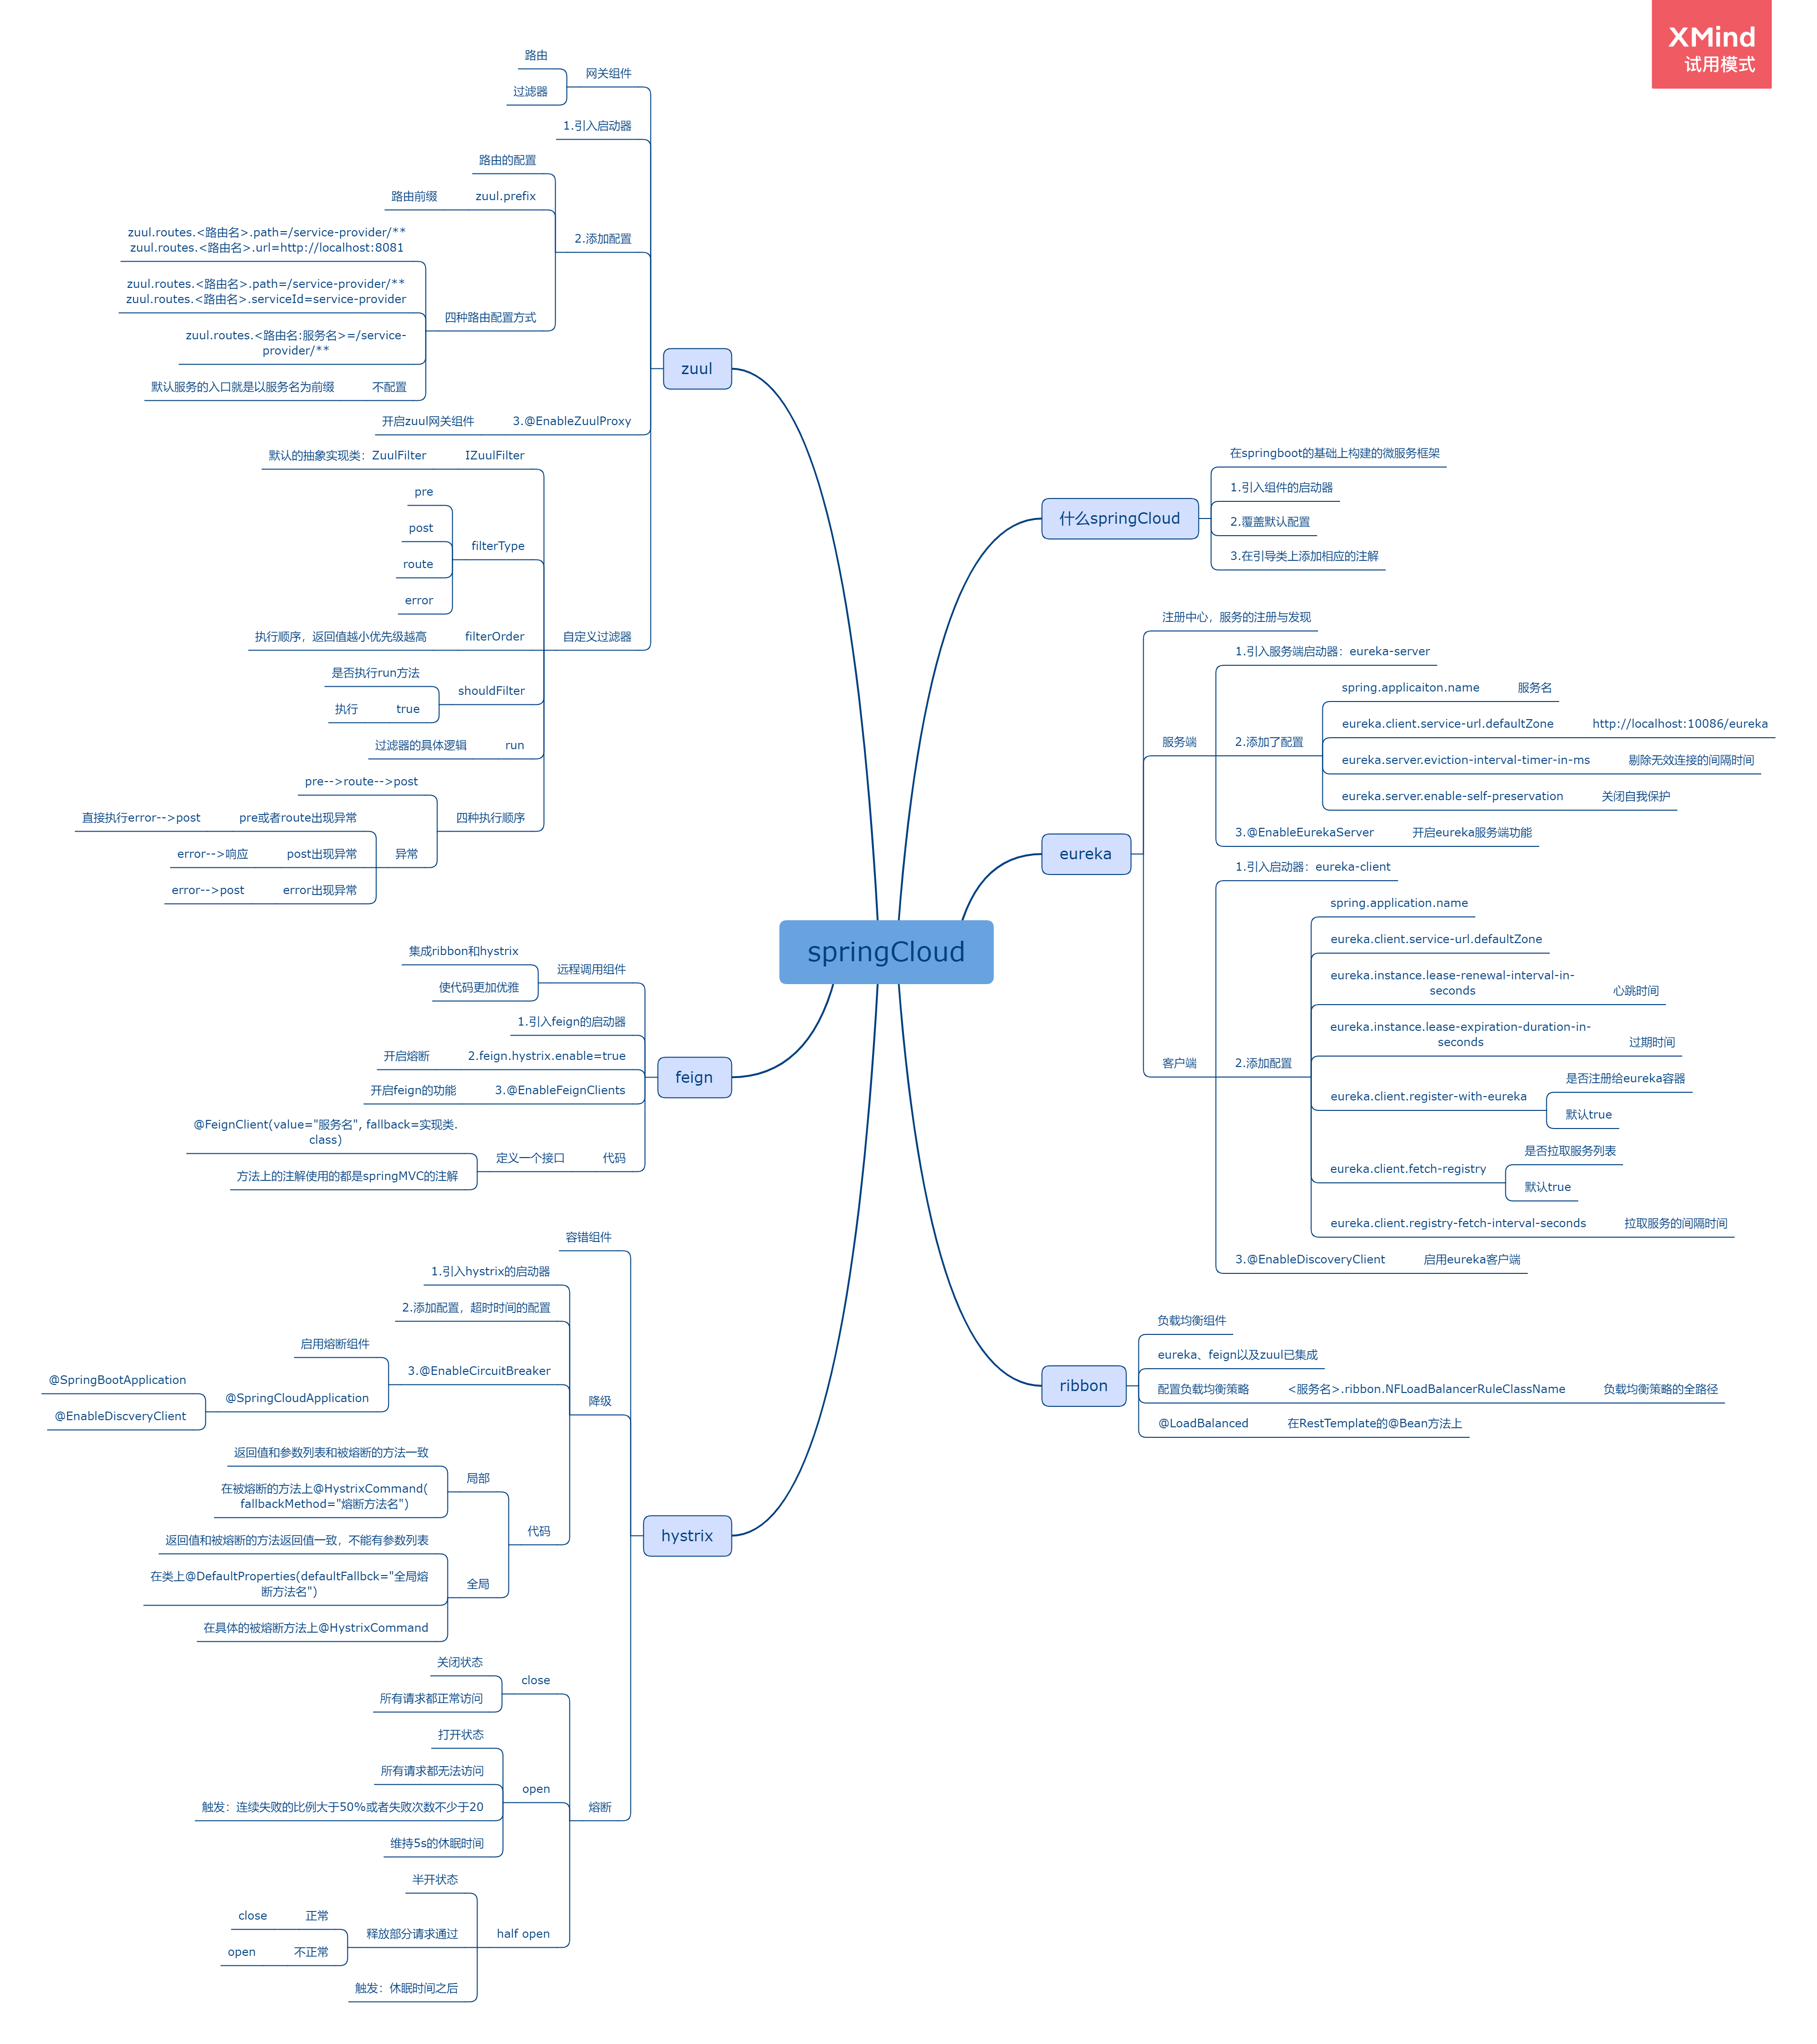 XMind
试用模式
springCloud
什么springCloud
在springboot的基础上构建的微服务框架
1.引入组件的启动器
2.覆盖默认配置
3.在引导类上添加相应的注解
eureka
注册中心，服务的注册与发现
服务端
1.引入服务端启动器：eureka-server
2.添加了配置
spring.applicaiton.name
服务名
eureka.client.service-url.defaultZone
http://localhost:10086/eureka
eureka.server.eviction-interval-timer-in-ms
剔除无效连接的间隔时间
eureka.server.enable-self-preservation
关闭自我保护
3.@EnableEurekaServer
开启eureka服务端功能
客户端
1.引入启动器：eureka-client
2.添加配置
spring.application.name
eureka.client.service-url.defaultZone
eureka.instance.lease-renewal-interval-in-
seconds
心跳时间
eureka.instance.lease-expiration-duration-in-
seconds
过期时间
eureka.client.register-with-eureka
是否注册给eureka容器
默认true
eureka.client.fetch-registry
是否拉取服务列表
默认true
eureka.client.registry-fetch-interval-seconds
拉取服务的间隔时间
3.@EnableDiscoveryClient
启用eureka客户端
ribbon
负载均衡组件
eureka、feign以及zuul已集成
配置负载均衡策略
<服务名>.ribbon.NFLoadBalancerRuleClassName
负载均衡策略的全路径
@LoadBalanced
在RestTemplate的@Bean方法上
zuul
网关组件
路由
过滤器
1.引入启动器
2.添加配置
路由的配置
zuul.prefix
路由前缀
四种路由配置方式
zuul.routes.<路由名>.path=/service-provider/**
zuul.routes.<路由名>.url=http://localhost:8081
zuul.routes.<路由名>.path=/service-provider/**
zuul.routes.<路由名>.serviceId=service-provider
zuul.routes.<路由名:服务名>=/service-
provider/**
不配置
默认服务的入口就是以服务名为前缀
3.@EnableZuulProxy
开启zuul网关组件
自定义过滤器
IZuulFilter
默认的抽象实现类：ZuulFilter
filterType
pre
post
route
error
filterOrder
执行顺序，返回值越小优先级越高
shouldFilter
是否执行run方法
true
执行
run
过滤器的具体逻辑
四种执行顺序
pre-->route-->post
异常
pre或者route出现异常
直接执行error-->post
post出现异常
error-->响应
error出现异常
error-->post
feign
远程调用组件
集成ribbon和hystrix
使代码更加优雅
1.引入feign的启动器
2.feign.hystrix.enable=true
开启熔断
3.@EnableFeignClients
开启feign的功能
代码
定义一个接口
@FeignClient(value="服务名", fallback=实现类.
class)
方法上的注解使用的都是springMVC的注解
hystrix
容错组件
降级
1.引入hystrix的启动器
2.添加配置，超时时间的配置
3.@EnableCircuitBreaker
启用熔断组件
@SpringCloudApplication
@SpringBootApplication
@EnableDiscveryClient
代码
局部
返回值和参数列表和被熔断的方法一致
在被熔断的方法上@HystrixCommand(
fallbackMethod="熔断方法名")
全局
返回值和被熔断的方法返回值一致，不能有参数列表
在类上@DefaultProperties(defaultFallbck="全局熔
断方法名")
在具体的被熔断方法上@HystrixCommand
熔断
close
关闭状态
所有请求都正常访问
open
打开状态
所有请求都无法访问
触发：连续失败的比例大于50%或者失败次数不少于20
维持5s的休眠时间
half open
半开状态
释放部分请求通过
正常
close
不正常
open
触发：休眠时间之后